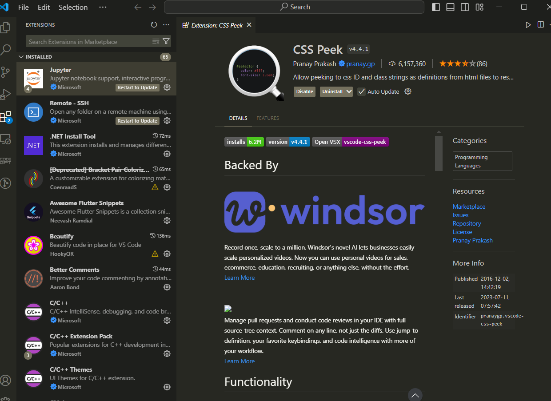 File Edit Selection ...
Search
EXTENSIONS
Search Extensions in Marketplace
INSTALLED 65
Jupyter
Jupyter notebook support, interactive progr...
Microsoft Restart to Update
Remote - SSH
Open any folder on a remote machine using...
Microsoft Restart to Update
.NET Install Tool 72ms
This extension installs and manages different...
Microsoft
[Deprecated] Bracket Pair Coloriz... 65ms
A customizable extension for colorizing mat...
CoenraadS
Awesome Flutter Snippets
Awesome Flutter Snippets is a collection sni...
Neevash Ramdial
Beautify 136ms
Beautify code in place for VS Code
HookyQR
Better Comments 44ms
Improve your code commenting by annotat...
Aaron Bond
C/C++
C/C++ IntelliSense, debugging, and code br...
Microsoft
C/C++ Extension Pack
Popular extensions for C++ development in...
Microsoft
C/C++ Themes
UI Themes for C/C++ extension.
Microsoft
Extension: CSS Peek
CSS Peek v4.4.1
Pranay Prakash pranay.gp 6,157,360 (86)
Allow peeking to css ID and class strings as definitions from html files to res...
Disable Uninstall Auto Update
DETAILS FEATURES
installs 6.2M version v4.4.1 Open VSX vscode-css-peek
Backed By
windsor
Record once, scale to a million. Windsor's novel AI lets businesses easily
scale personalized videos. Now you can use personal videos for sales,
ecommerce, education, recruiting, or anything else, without the effort.
Learn More
Manage pull requests and conduct code reviews in your IDE with full
source-tree context. Comment on any line, not just the diffs. Use jump-to-
definition, your favorite keybindings, and code intelligence with more of
your workflow.
Learn More
Functionality
Categories
Programming
Languages
Resources
Marketplace
Issues
Repository
License
Pranay Prakash
More Info
Published 2016-12-02,
14:42:19
Last 2023-07-11,
released
Identifier pranaygp.vscode-
css-peek